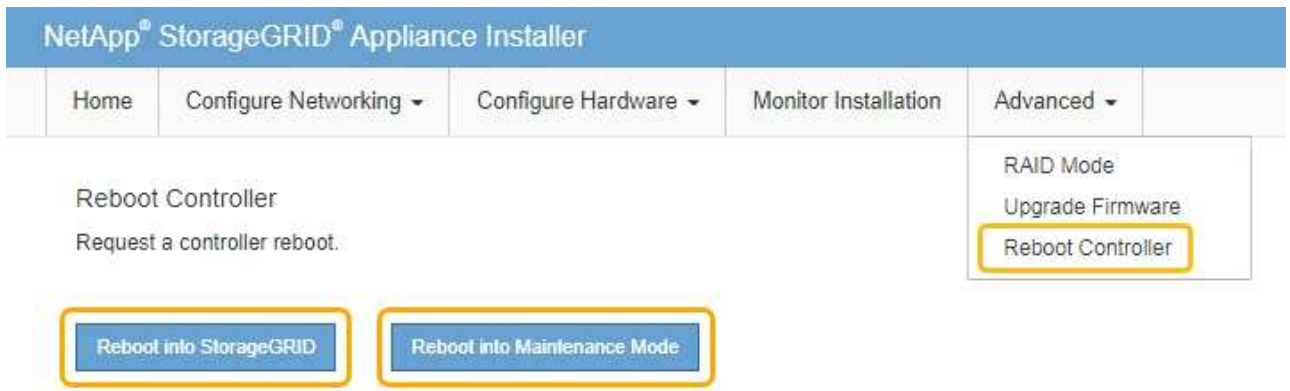 NetApp® StorageGRID® Appliance Installer
Home Configure Networking Configure Hardware Monitor Installation Advanced
RAID Mode
Upgrade Firmware
Reboot Controller
Reboot Controller
Request a controller reboot.
Reboot into StorageGRID Reboot into Maintenance Mode